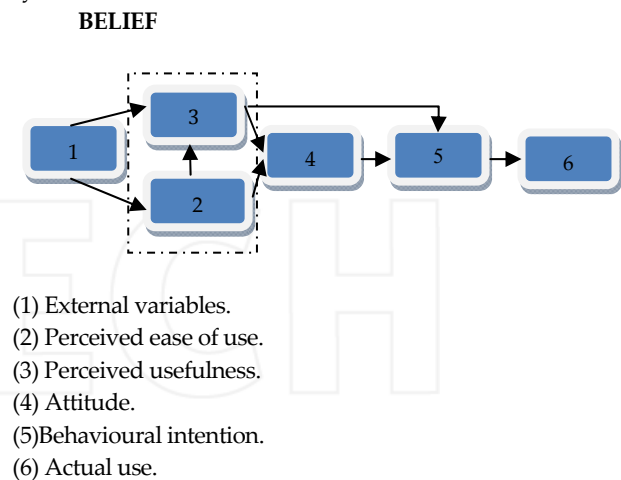 BELIEF
3
1
4
5
6
2
(1) External variables.
(2) Perceived ease of use.
(3) Perceived usefulness.
(4) Attitude.
(5)Behavioural intention.
(6) Actual use.